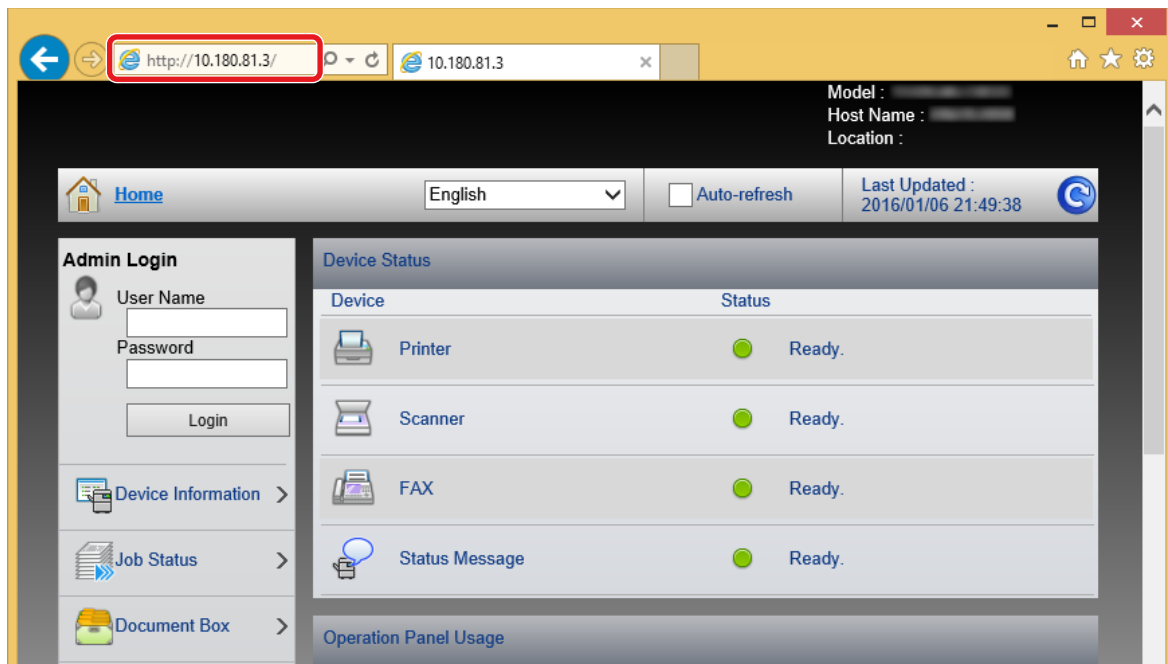 http://10.180.81.3/
10.180.81.3
Model :
Host Name :
Location :
Home
English
Auto-refresh
Last Updated :
2016/01/06 21:49:38
Admin Login
User Name
Password
Login
Device Information
Job Status
Document Box
Device Status
Device Status
Printer Ready.
Scanner Ready.
FAX Ready.
Status Message Ready.
Operation Panel Usage